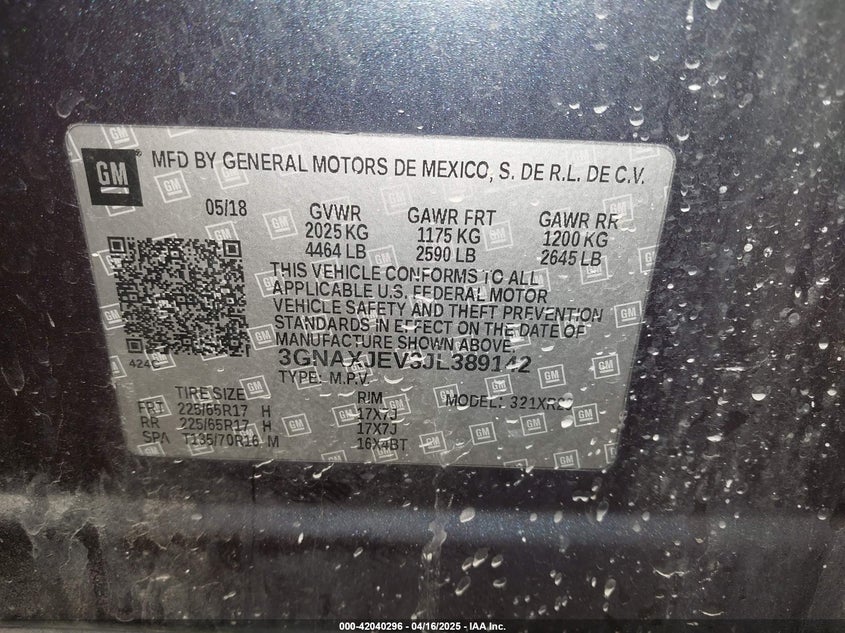 GM
MFD BY GENERAL MOTORS DE MEXICO, S. DE R.L. DE C.V.
05/18 GVWR GAWR FRT GAWR RR
2025 KG 1175 KG 1200 KG
4464 LB 2590 LB 2645 LB
THIS VEHICLE CONFORMS TO ALL
APPLICABLE U.S. FEDERAL MOTOR
VEHICLE SAFETY AND THEFT PREVENTION
STANDARDS IN EFFECT ON THE DATE OF
MANUFACTURE SHOWN ABOVE.
3GNAXJEV3JL389142
TYPE: M.P.V.
TIRE SIZE RIM MODEL: 321XR26
FRT 225/65R17 H 17X7J
RR 225/65R17 H 17X7J
SPA T135/70R16 M 16X4BT
000-42040296 - 04/16/2025 - IAA Inc.